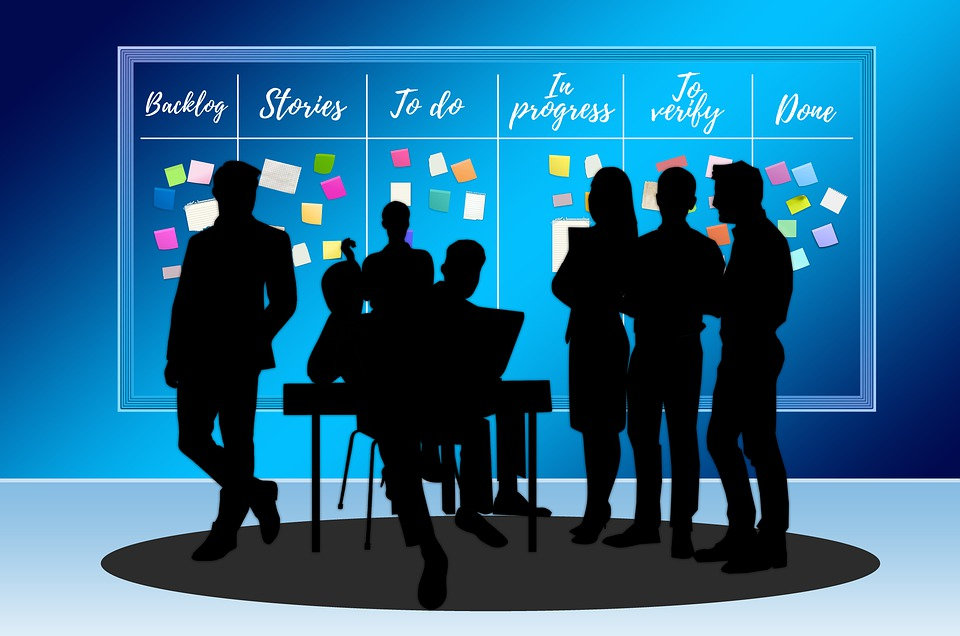 Backlog
Stories
To do
In
progress
To
verify
Done